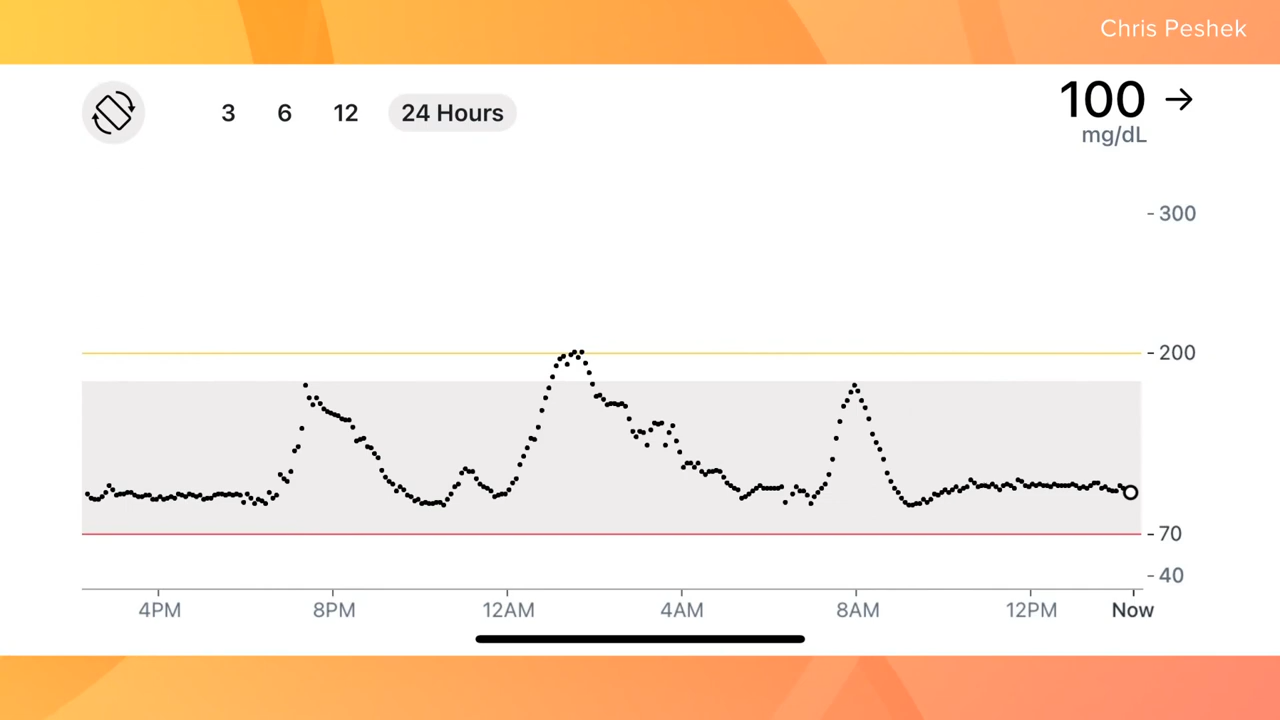 Chris Peshek
3 6 12 24 Hours
100 →
mg/dL
- 300
- 200
- 70
- 40
4PM 8PM 12AM 4AM 8AM 12PM Now